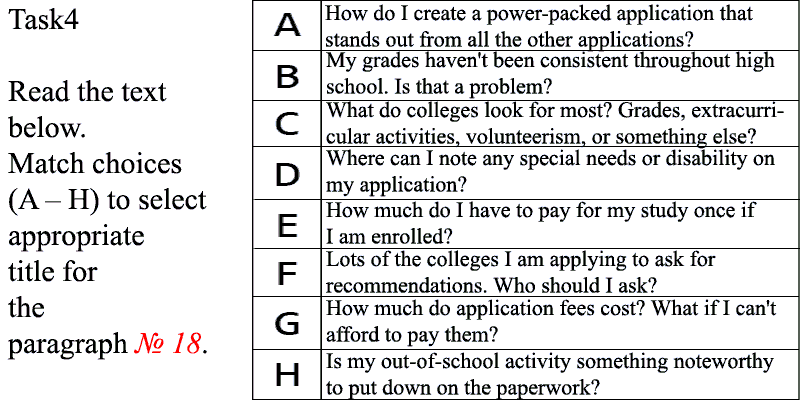 Task4
Read the text
below.
Match choices
(A – H) to select
appropriate
title for
the
paragraph № 18.
A
How do I create a power-packed application that
stands out from all the other applications?
B
My grades haven't been consistent throughout high
school. Is that a problem?
C
What do colleges look for most? Grades, extracurri-
cular activities, volunteerism, or something else?
D
Where can I note any special needs or disability on
my application?
E
How much do I have to pay for my study once if
I am enrolled?
F
Lots of the colleges I am applying to ask for
recommendations. Who should I ask?
G
How much do application fees cost? What if I can't
afford to pay them?
H
Is my out-of-school activity something noteworthy
to put down on the paperwork?